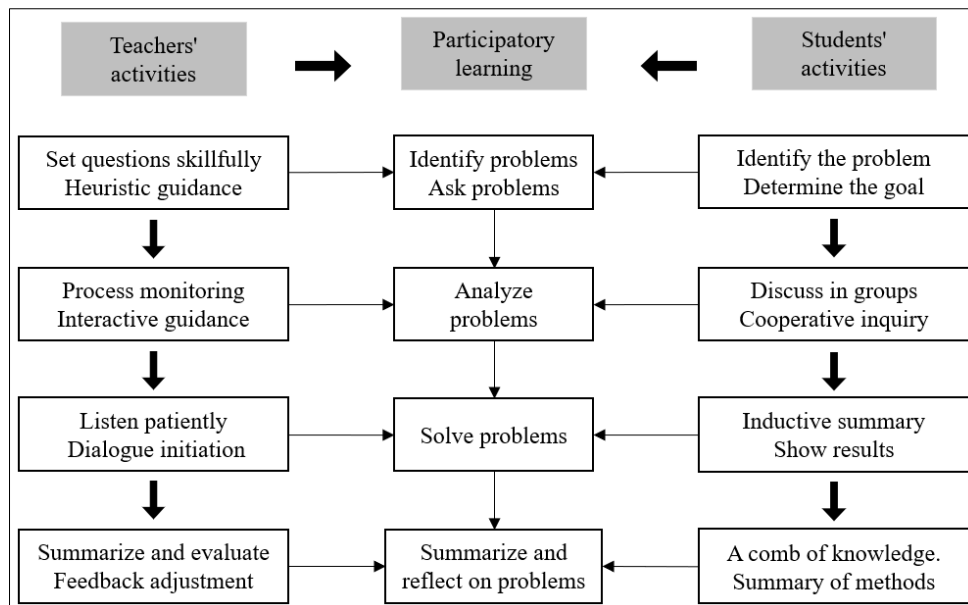 Teachers'
activities
Participatory
learning
Students'
activities
Set questions skillfully
Heuristic guidance
Identify problems
Ask problems
Identify the problem
Determine the goal
Process monitoring
Interactive guidance
Analyze
problems
Discuss in groups
Cooperative inquiry
Listen patiently
Dialogue initiation
Solve problems
Inductive summary
Show results
Summarize and evaluate
Feedback adjustment
Summarize and
reflect on problems
A comb of knowledge.
Summary of methods